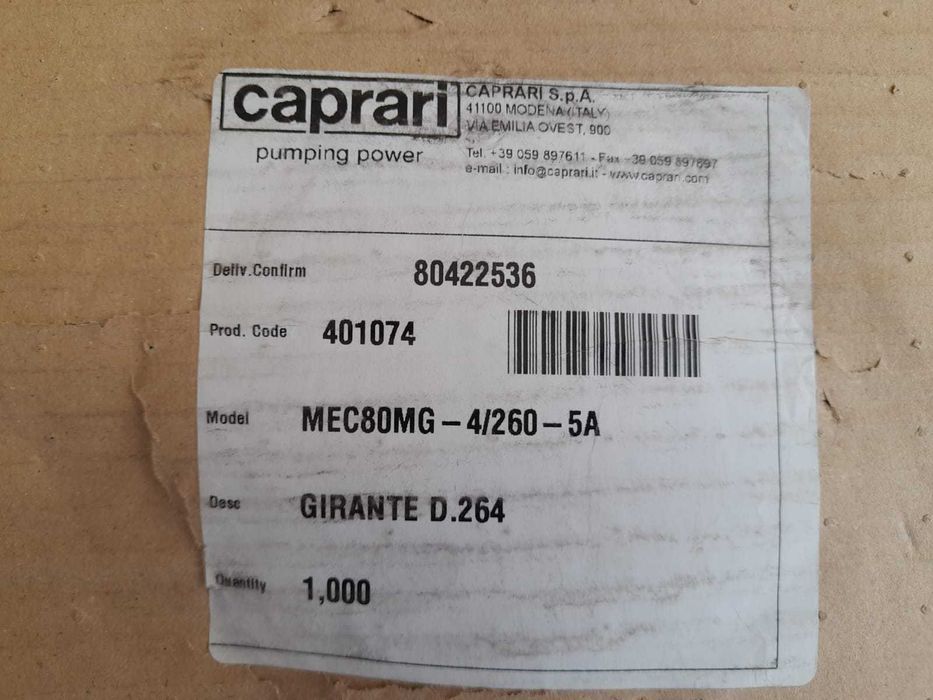 caprari
pumping power
CAPRARI S.p.A.
41100 MODENA (ITALY)
VIA EMILIA OVEST, 900
Tel. +39 059 897611 - Fax +39 059 897897
e-mail : info@caprari.it - www.caprari.com
Deliv.Confirm 80422536
Prod. Code 401074
Model MEC80MG-4/260-5A
Desc GIRANTE D.264
Quantity 1,000